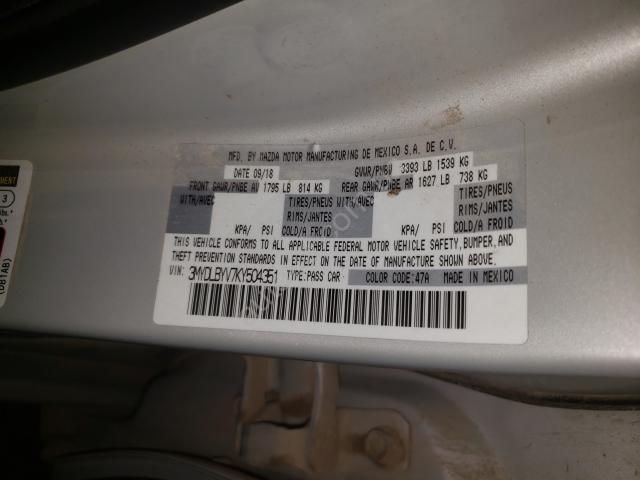 MFD. BY MAZDA MOTOR MANUFACTURING DE MEXICO S.A. DE C.V.
DATE 09/18 GVWR/PNBV 3393 LB 1539 KG
FRONT GAWR/PNBE AV 1795 LB 814 KG REAR GAWR/PNBE AR 1627 LB 738 KG
WITH/AVEC TIRES/PNEUS WITH/AVEC TIRES/PNEUS
RIMS/JANTES RIMS/JANTES
KPA/ PSI COLD/A FROID KPA/ PSI COLD/A FROID
THIS VEHICLE CONFORMS TO ALL APPLICABLE FEDERAL MOTOR VEHICLE SAFETY, BUMPER, AND
THEFT PREVENTION STANDARDS IN EFFECT ON THE DATE OF MANUFACTURE SHOWN ABOVE.
VIN: 3MYDLBYV7KY504351 TYPE:PASS CAR COLOR CODE:47A MADE IN MEXICO
3
(DB1AB)